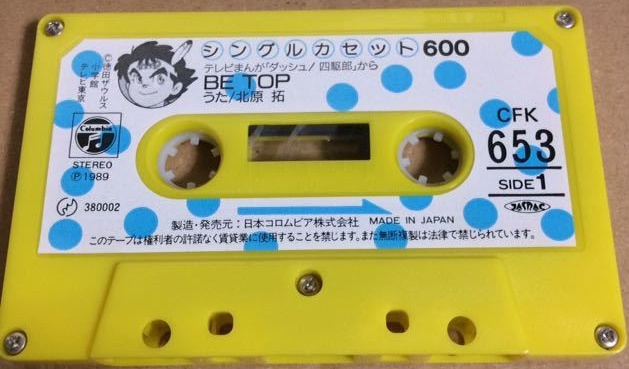 シングルカセット600
テレビまんが「ダッシュ!四駆郎」から
BE TOP
うた/北原 拓
©徳田ザウルス
小学館
テレビ東京
Columbia
STEREO
Ⓟ1989
380002
CFK
653
SIDE 1
JASRAC
製造・発売元:日本コロムビア株式会社 MADE IN JAPAN
このテープは権利者の許諾なく賃貸業に使用することを禁じます。また無断複製は法律で禁じられています。